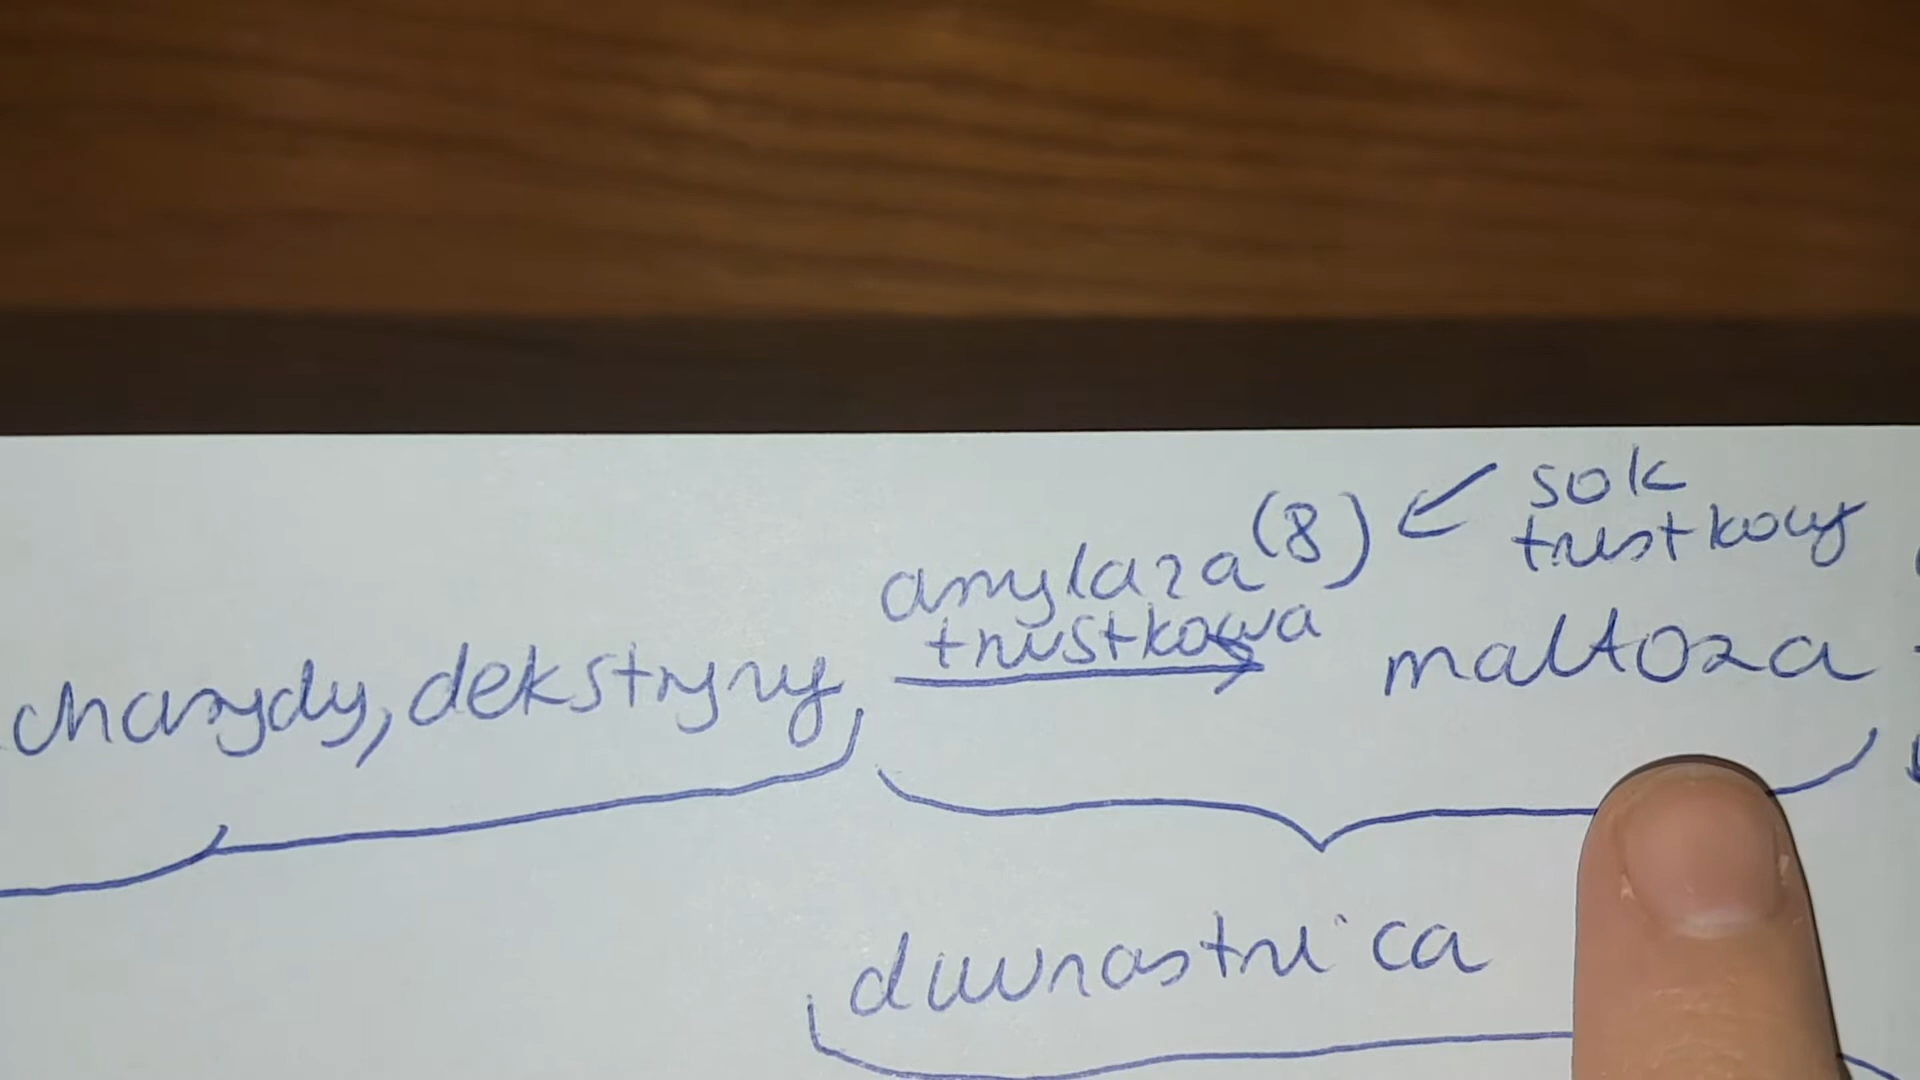 sok
trzustkowy
amylaza (8)
trzustkowa
charydy, dekstryny maltoza
dwunastnica